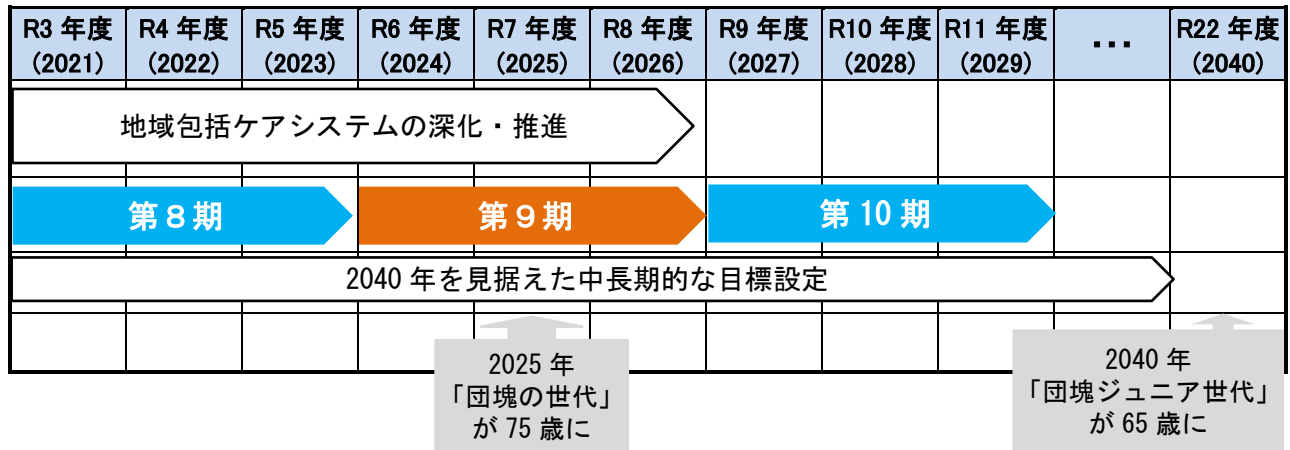 R3 年度 R4 年度 R5 年度 R6 年度 R7 年度 R8 年度 R9 年度 R10 年度 R11 年度 … R22 年度
(2021) (2022) (2023) (2024) (2025) (2026) (2027) (2028) (2029) (2040)
地域包括ケアシステムの深化・推進
第８期 第９期 第 10 期
2040 年を見据えた中長期的な目標設定
2025 年
「団塊の世代」
が 75 歳に
2040 年
「団塊ジュニア世代」
が 65 歳に